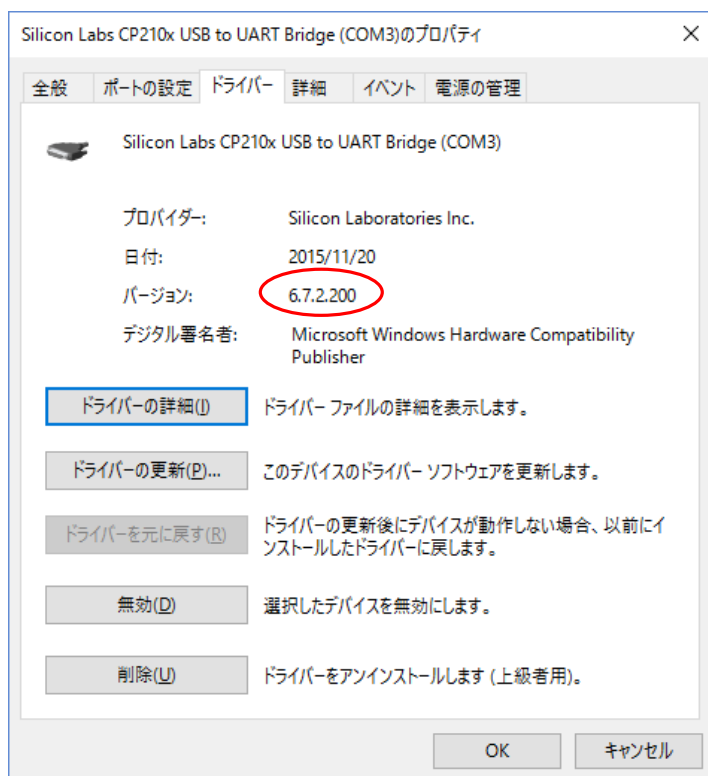 Silicon Labs CP210x USB to UART Bridge (COM3)のプロパティ
全般 ポートの設定 ドライバー 詳細 イベント 電源の管理
Silicon Labs CP210x USB to UART Bridge (COM3)
プロバイダー: Silicon Laboratories Inc.
日付: 2015/11/20
バージョン: 6.7.2.200
デジタル署名者: Microsoft Windows Hardware Compatibility
Publisher
ドライバーの詳細(I) ドライバー ファイルの詳細を表示します。
ドライバーの更新(P)... このデバイスのドライバー ソフトウェアを更新します。
ドライバーを元に戻す(R) ドライバーの更新後にデバイスが動作しない場合、以前にイ
ンストールしたドライバーに戻します。
無効(D) 選択したデバイスを無効にします。
削除(U) ドライバーをアンインストールします (上級者用)。
OK キャンセル